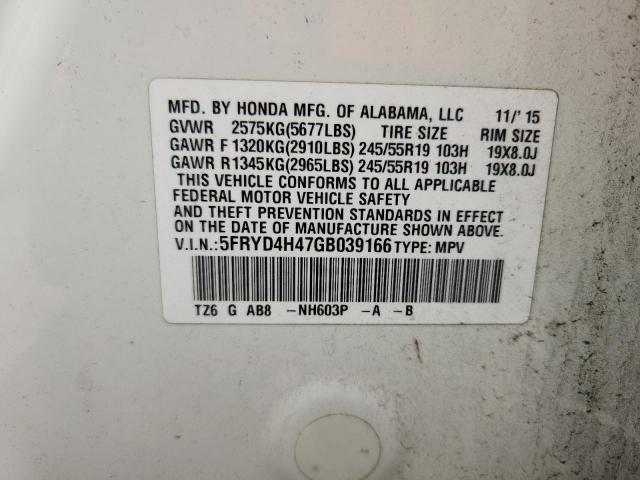 MFD. BY HONDA MFG. OF ALABAMA, LLC 11/'15
GVWR 2575KG(5677LBS) TIRE SIZE RIM SIZE
GAWR F 1320KG(2910LBS) 245/55R19 103H 19X8.0J
GAWR R 1345KG(2965LBS) 245/55R19 103H 19X8.0J
THIS VEHICLE CONFORMS TO ALL APPLICABLE
FEDERAL MOTOR VEHICLE SAFETY
AND THEFT PREVENTION STANDARDS IN EFFECT
ON THE DATE OF MANUFACTURE SHOWN ABOVE.
V.I.N.: 5FRYD4H47GB039166 TYPE: MPV
TZ6 G AB8 -NH603P -A -B